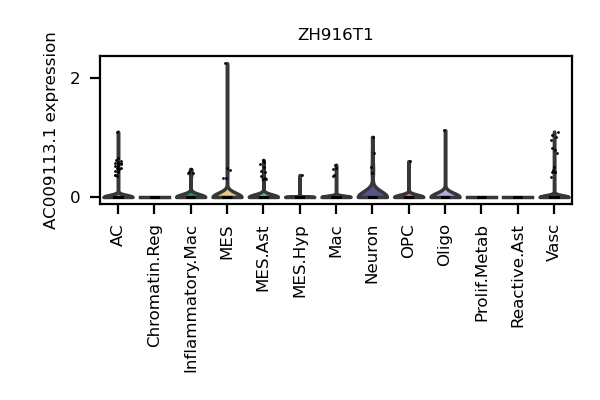 ZH916T1
AC009113.1 expression
2
0
AC
Chromatin.Reg
Inflammatory.Mac
MES
MES.Ast
MES.Hyp
Mac
Neuron
OPC
Oligo
Prolif.Metab
Reactive.Ast
Vasc